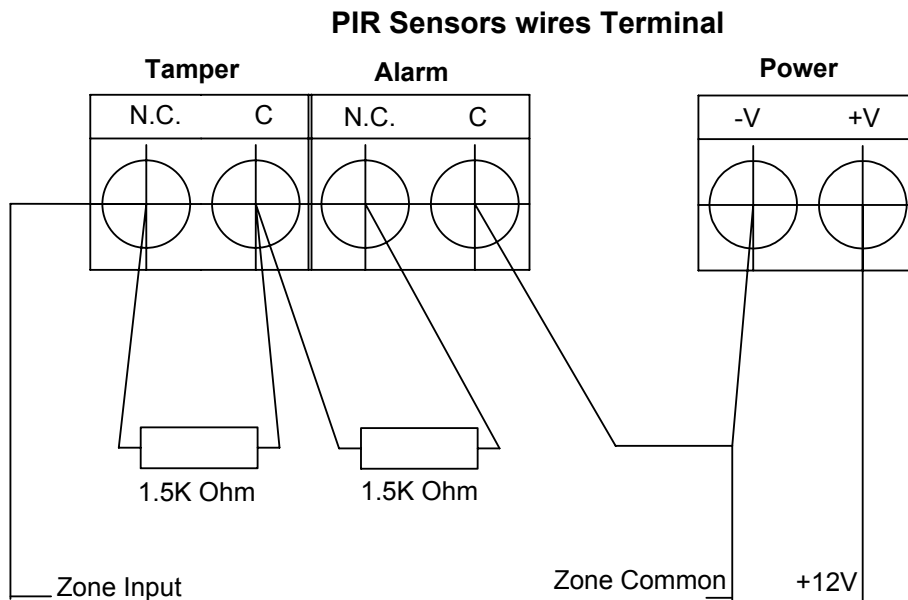 PIR Sensors wires Terminal
Tamper Alarm Power
N.C. C N.C. C -V +V
1.5K Ohm 1.5K Ohm
Zone Input Zone Common +12V